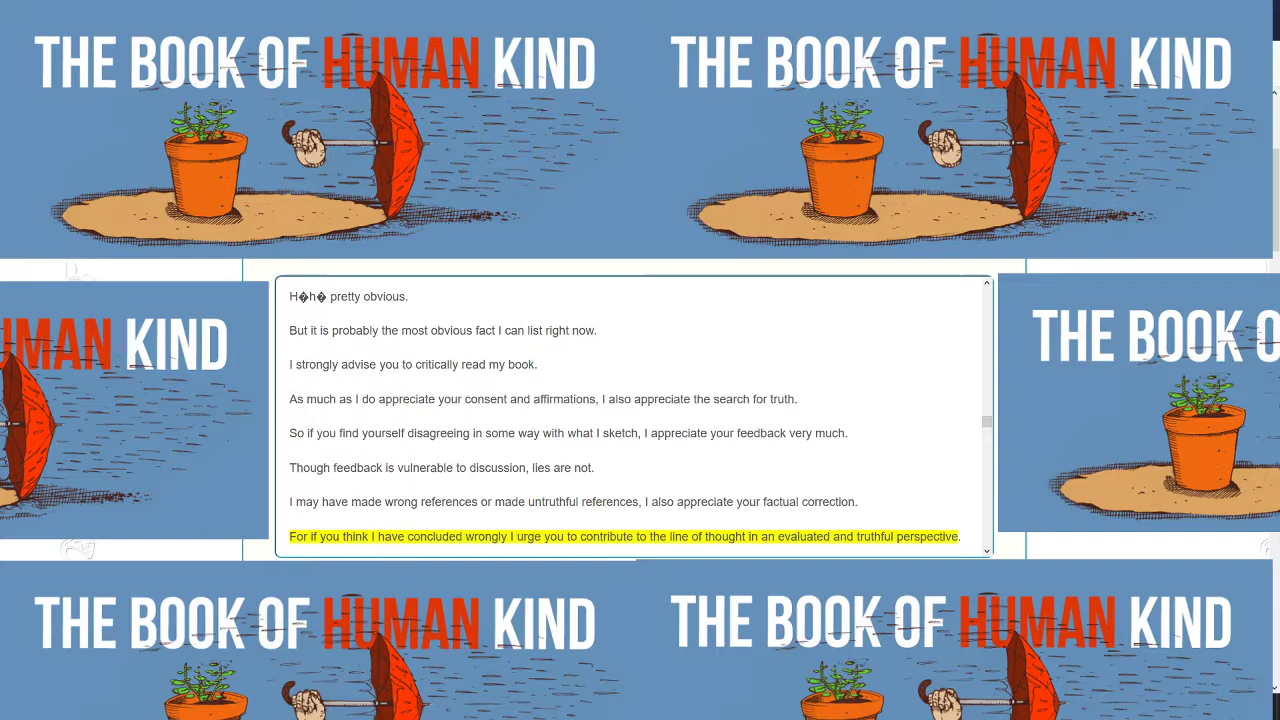 THE BOOK OF HUMAN KIND
THE BOOK OF HUMAN KIND
H�h� pretty obvious.
But it is probably the most obvious fact I can list right now.
I strongly advise you to critically read my book.
As much as I do appreciate your consent and affirmations, I also appreciate the search for truth.
So if you find yourself disagreeing in some way with what I sketch, I appreciate your feedback very much.
Though feedback is vulnerable to discussion, lies are not.
I may have made wrong references or made untruthful references, I also appreciate your factual correction.
For if you think I have concluded wrongly I urge you to contribute to the line of thought in an evaluated and truthful perspective.
UMAN KIND
THE BOOK O
THE BOOK OF HUMAN KIND
THE BOOK OF HUMAN KIND